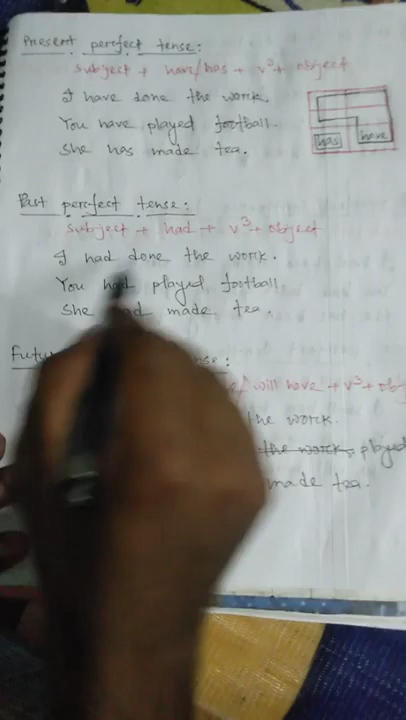 Present perfect tense:
subject + have/has + v³ + object
I have done the work.
You have played football.
She has made tea.
has have
Past perfect tense:
subject + had + v³ + object
I had done the work.
You had played football
She made tea.
will have + v³ +
the work.
the work, played
made tea.